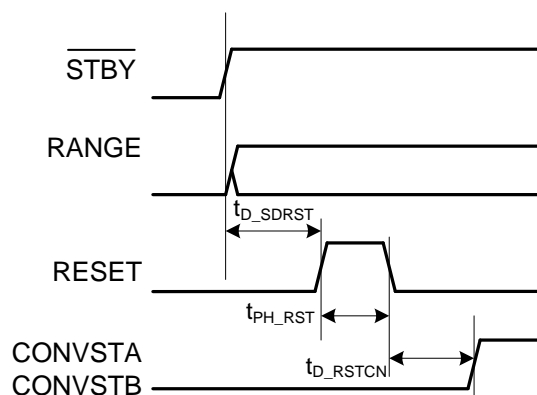 STBY
RANGE
tD_SDRST
RESET
tPH_RST
CONVSTA
CONVSTB
tD_RSTCN